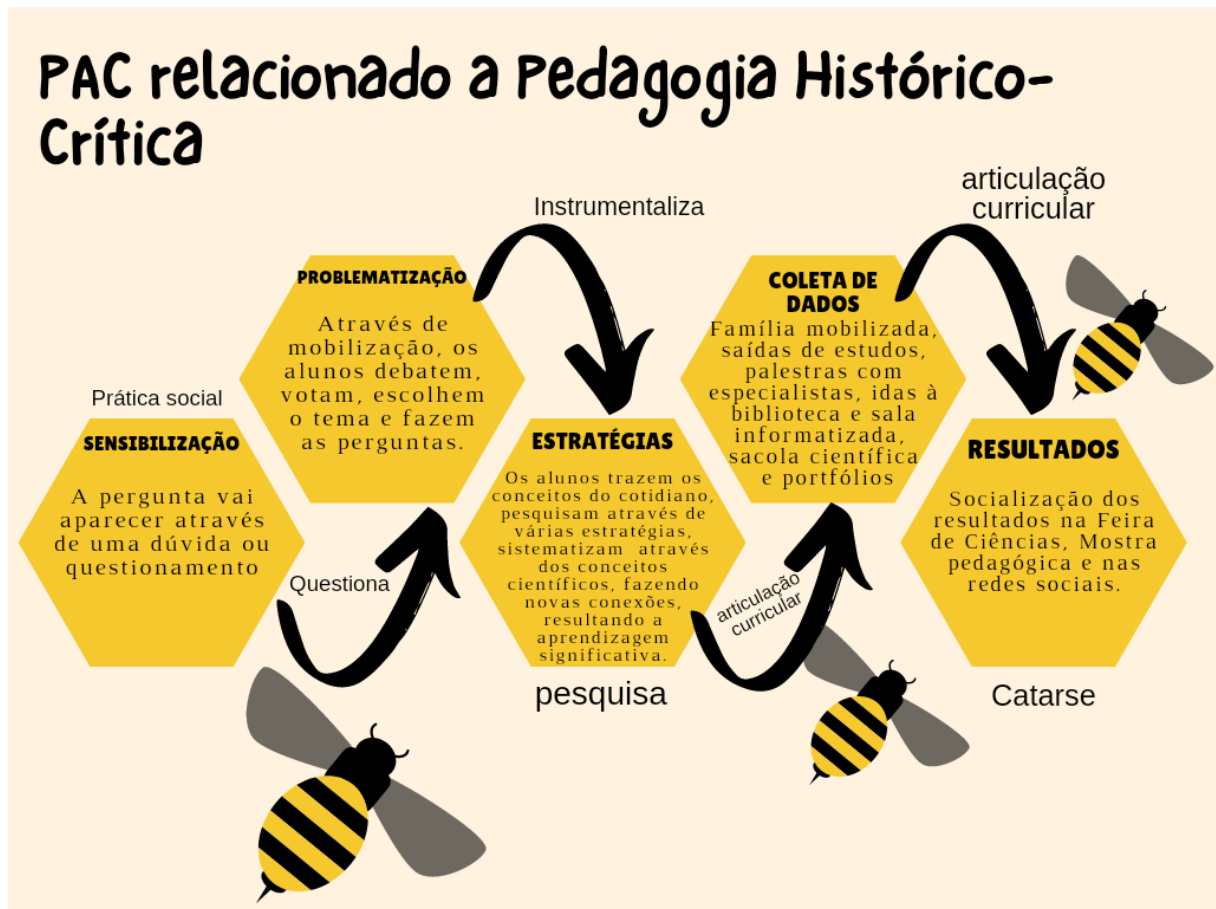 PAC relacionado a Pedagogia Histórico-
Crítica
Prática social
SENSIBILIZAÇÃO
A pergunta vai
aparecer através
de uma dúvida ou
questionamento
Questiona
PROBLEMATIZAÇÃO
Através de
mobilização, os
alunos debatem,
votam, escolhem
o tema e fazem
as perguntas.
Instrumentaliza
ESTRATÉGIAS
Os alunos trazem os
conceitos do cotidiano,
pesquisam através de
várias estratégias,
sistematizam através
dos conceitos
científicos, fazendo
novas conexões,
resultando a
aprendizagem
significativa.
pesquisa
articulação
curricular
COLETA DE
DADOS
Família mobilizada,
saídas de estudos,
palestras com
especialistas, idas à
biblioteca e sala
informatizada,
sacola científica
e portfólios
articulação
curricular
RESULTADOS
Socialização dos
resultados na Feira
de Ciências, Mostra
pedagógica e nas
redes sociais.
Catarse